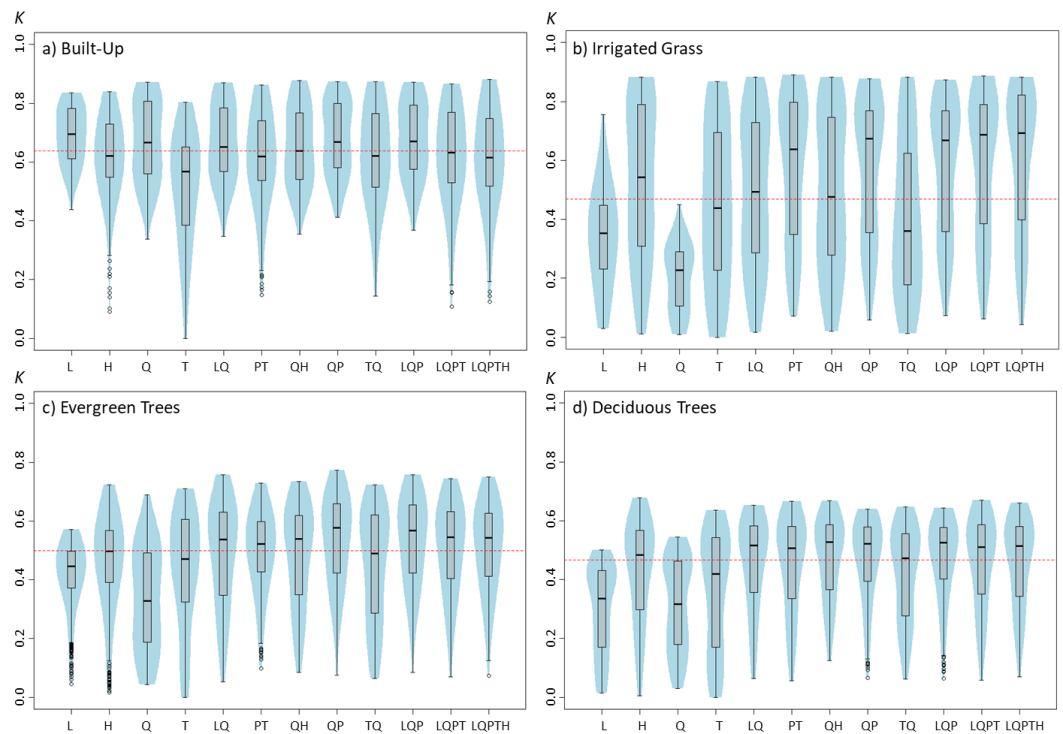 K
a) Built-Up
1.0
0.8
0.6
0.4
0.2
0.0
L H Q T LQ PT QH QP TQ LQP LQPT LQPTH
K
b) Irrigated Grass
1.0
0.8
0.6
0.4
0.2
0.0
L H Q T LQ PT QH QP TQ LQP LQPT LQPTH
K
c) Evergreen Trees
1.0
0.8
0.6
0.4
0.2
0.0
L H Q T LQ PT QH QP TQ LQP LQPT LQPTH
K
d) Deciduous Trees
1.0
0.8
0.6
0.4
0.2
0.0
L H Q T LQ PT QH QP TQ LQP LQPT LQPTH